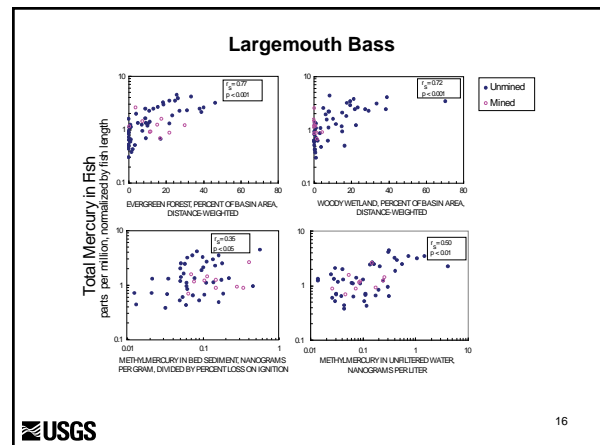 Largemouth Bass
Total Mercury in Fish
parts per million, normalized by fish length
10
1
0.1
0 20 40 60 80
r_s = 0.77
p < 0.001
EVERGREEN FOREST, PERCENT OF BASIN AREA,
DISTANCE-WEIGHTED
10
1
0.1
0 20 40 60 80
r_s = 0.72
p < 0.001
WOODY WETLAND, PERCENT OF BASIN AREA,
DISTANCE-WEIGHTED
Unmined
Mined
10
1
0.1
0.01 0.1 1
r_s = 0.35
p < 0.05
METHYLMERCURY IN BED SEDIMENT, NANOGRAMS
PER GRAM, DIVIDED BY PERCENT LOSS ON IGNITION
10
1
0.1
0.01 0.1 1 10
r_s = 0.50
p < 0.01
METHYLMERCURY IN UNFILTERED WATER,
NANOGRAMS PER LITER
USGS
16